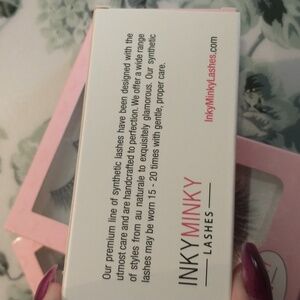 Our premium line of synthetic lashes have been designed with the
utmost care and are handcrafted to perfection. We offer a wide range
of styles from au naturale to exquisitely glamorous. Our synthetic
lashes may be worn 15 - 20 times with gentle, proper care.
INKYMINKY
LASHES
InkyMinkyLashes.com